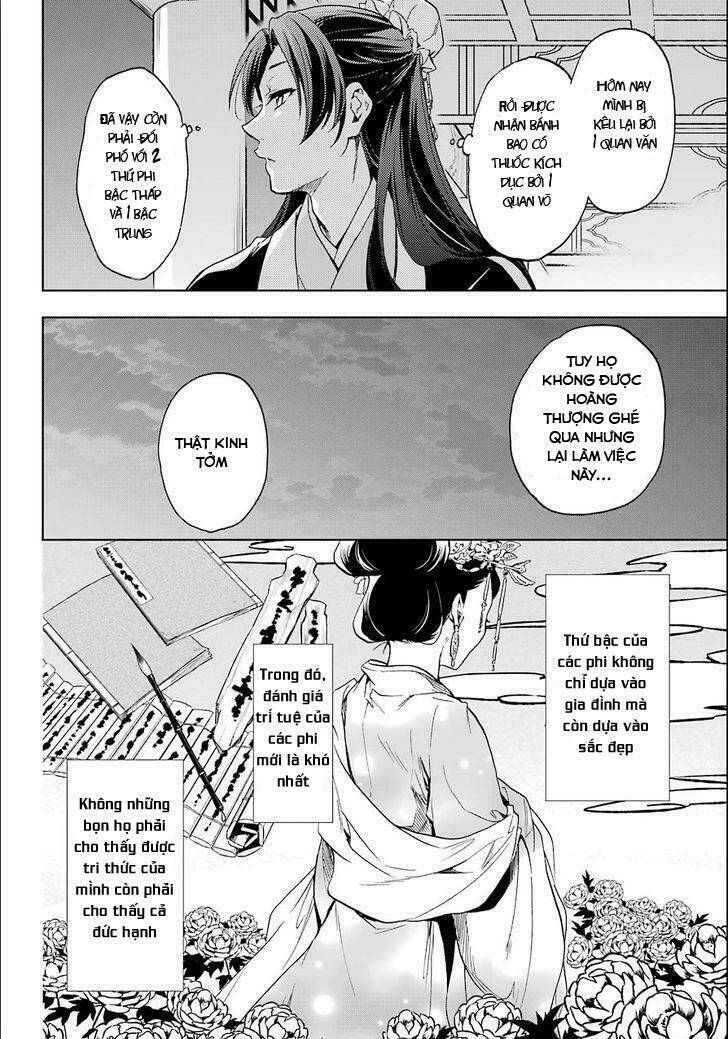 HÔM NAY
MÌNH BỊ
KÊU LẠI BỞI
1 QUAN VĂN
RỒI ĐƯỢC
NHẬN BÁNH
BAO CÓ
THUỐC KÍCH
DỤC BỞI 1
QUAN VÕ
ĐÃ VẬY CÒN
PHẢI ĐỐI
PHÓ VỚI 2
THỨ PHI
BẬC THẤP
VÀ 1 BẬC
TRUNG
TUY HỌ
KHÔNG ĐƯỢC
HOÀNG
THƯỢNG GHÉ
QUA NHƯNG
LẠI LÀM VIỆC
NÀY...
THẬT KINH
TỞM
Thứ bậc của
các phi không
chỉ dựa vào
gia đình mà
còn dựa vào
sắc đẹp
Trong đó,
đánh giá
trí tuệ của
các phi
mới là khó
nhất
Không những
bọn họ phải
cho thấy được
tri thức của
mình còn phải
cho thấy cả
đức hạnh